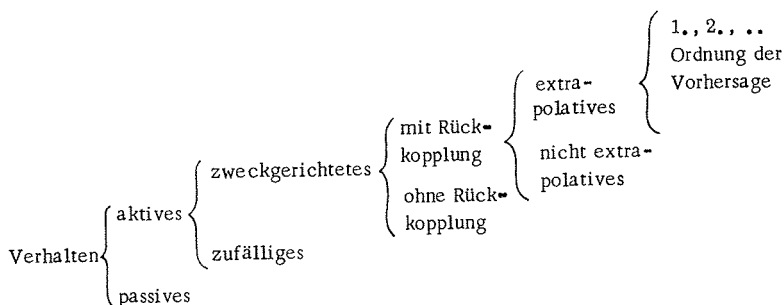 1., 2., ..
Ordnung der
Vorhersage
extra-
polatives
nicht extra-
polatives
mit Rück-
kopplung
ohne Rück-
kopplung
zweckgerichtetes
zufälliges
aktives
passives
Verhalten